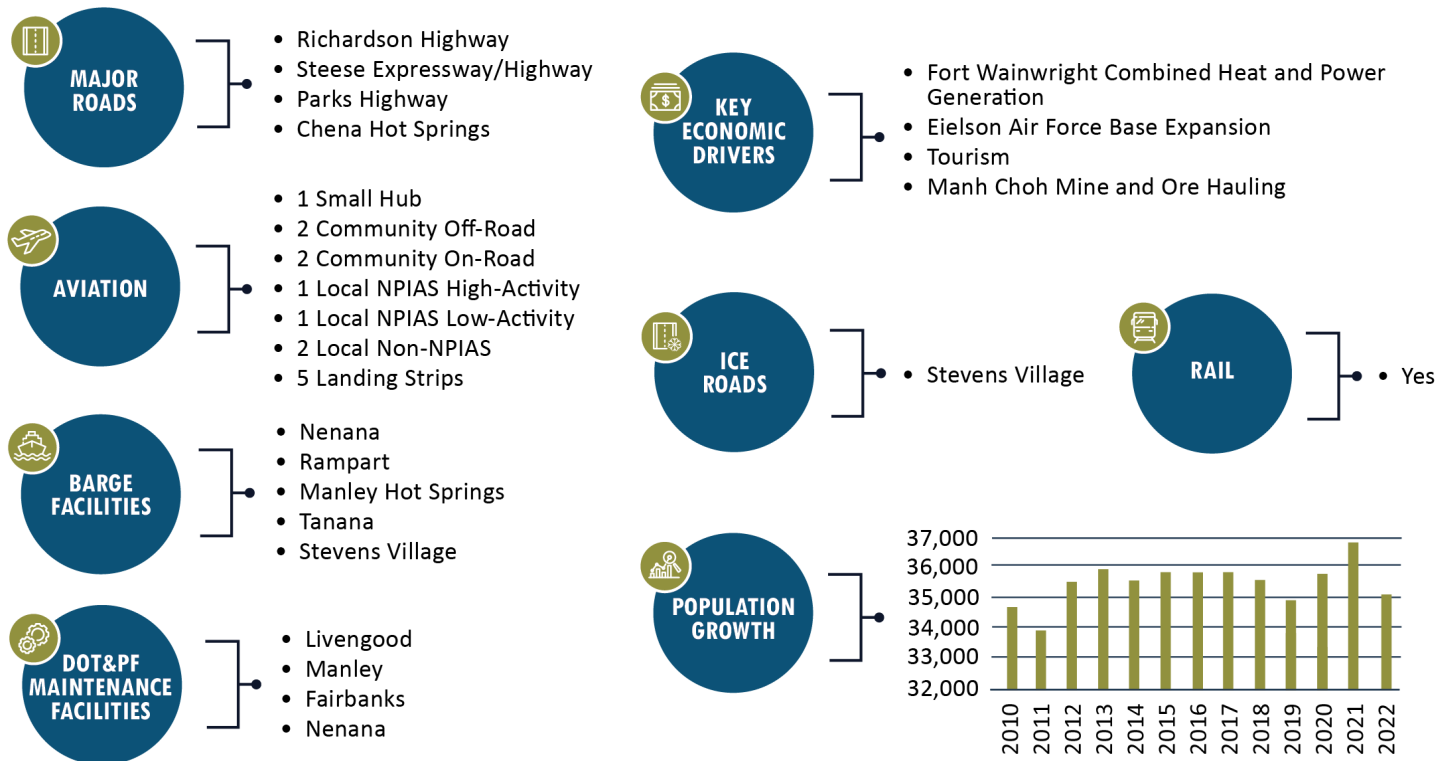 MAJOR
ROADS
• Richardson Highway
• Steese Expressway/Highway
• Parks Highway
• Chena Hot Springs
AVIATION
• 1 Small Hub
• 2 Community Off-Road
• 2 Community On-Road
• 1 Local NPIAS High-Activity
• 1 Local NPIAS Low-Activity
• 2 Local Non-NPIAS
• 5 Landing Strips
BARGE
FACILITIES
• Nenana
• Rampart
• Manley Hot Springs
• Tanana
• Stevens Village
DOT&PF
MAINTENANCE
FACILITIES
• Livengood
• Manley
• Fairbanks
• Nenana
KEY
ECONOMIC
DRIVERS
• Fort Wainwright Combined Heat and Power
Generation
• Eielson Air Force Base Expansion
• Tourism
• Manh Choh Mine and Ore Hauling
ICE
ROADS
• Stevens Village
RAIL
• Yes
POPULATION
GROWTH
37,000
36,000
35,000
34,000
33,000
32,000
2010
2011
2012
2013
2014
2015
2016
2017
2018
2019
2020
2021
2022